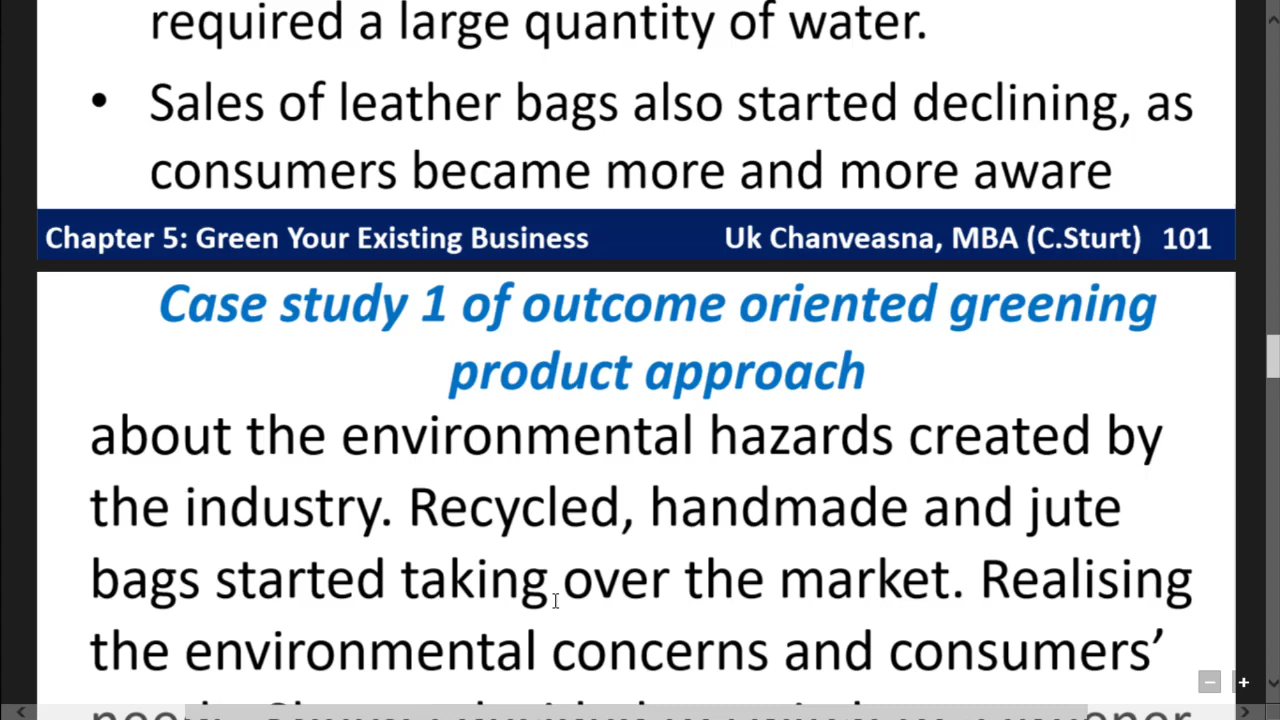 required a large quantity of water.
• Sales of leather bags also started declining, as
consumers became more and more aware
Chapter 5: Green Your Existing Business Uk Chanveasna, MBA (C.Sturt) 101
Case study 1 of outcome oriented greening
product approach
about the environmental hazards created by
the industry. Recycled, handmade and jute
bags started taking over the market. Realising
the environmental concerns and consumers’